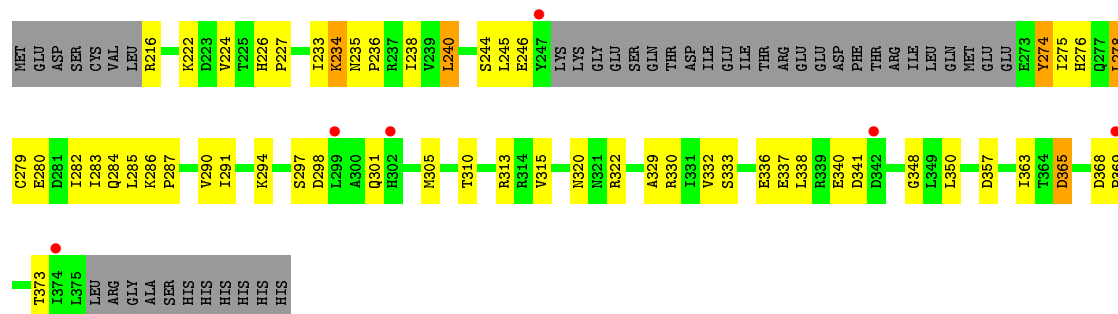 MET GLU ASP SER CYS VAL LEU R216 K222 D223 V224 T225 H226 P227 I233 K234 N235 P236 R237 I238 V239 L240 S244 L245 E246 Y247 LYS LYS GLY GLU GLU SER GLN THR ASP ILE GLU ILE ILE THR ARG GLU GLU ASP PHE THR ARG ILE LEU GLN MET GLU GLU E273 Y274 I275 H276 Q277 L278
C279 E280 D281 I282 I283 Q284 L285 K286 P287 V290 I291 K294 S297 D298 L299 A300 Q301 H302 M305 T310 R313 R314 V315 N320 N321 R322 A329 R330 I331 V332 S333 E336 E337 L338 R339 E340 D341 D342 G348 L349 L350 D357 I363 T364 D365 D368
T373 I374 L375 LEU ARG GLY ALA SER HIS HIS HIS HIS HIS HIS